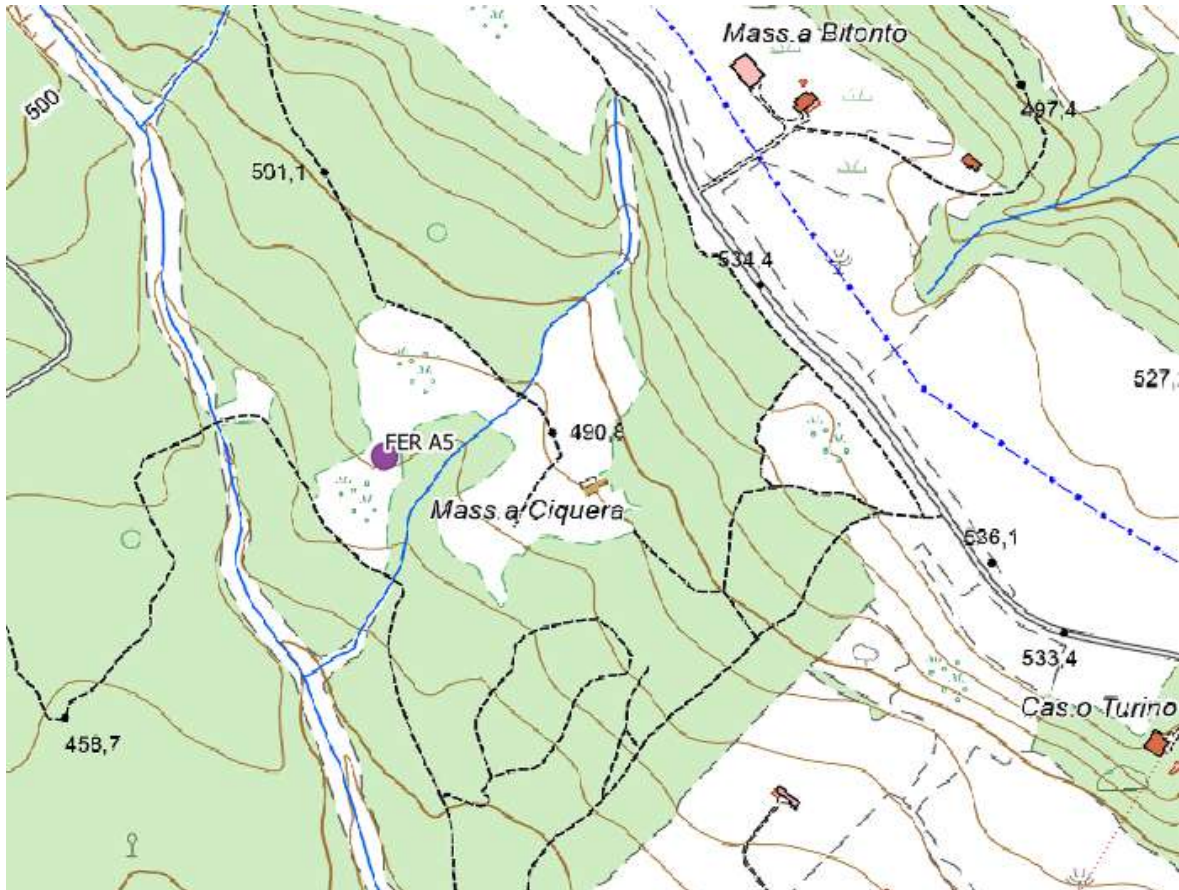 Mass.a Bitonto
500
497,4
501,1
534,4
527,
490,8
FER A5
Mass.a Ciquera
536,1
533,4
Cas.o Turino
458,7